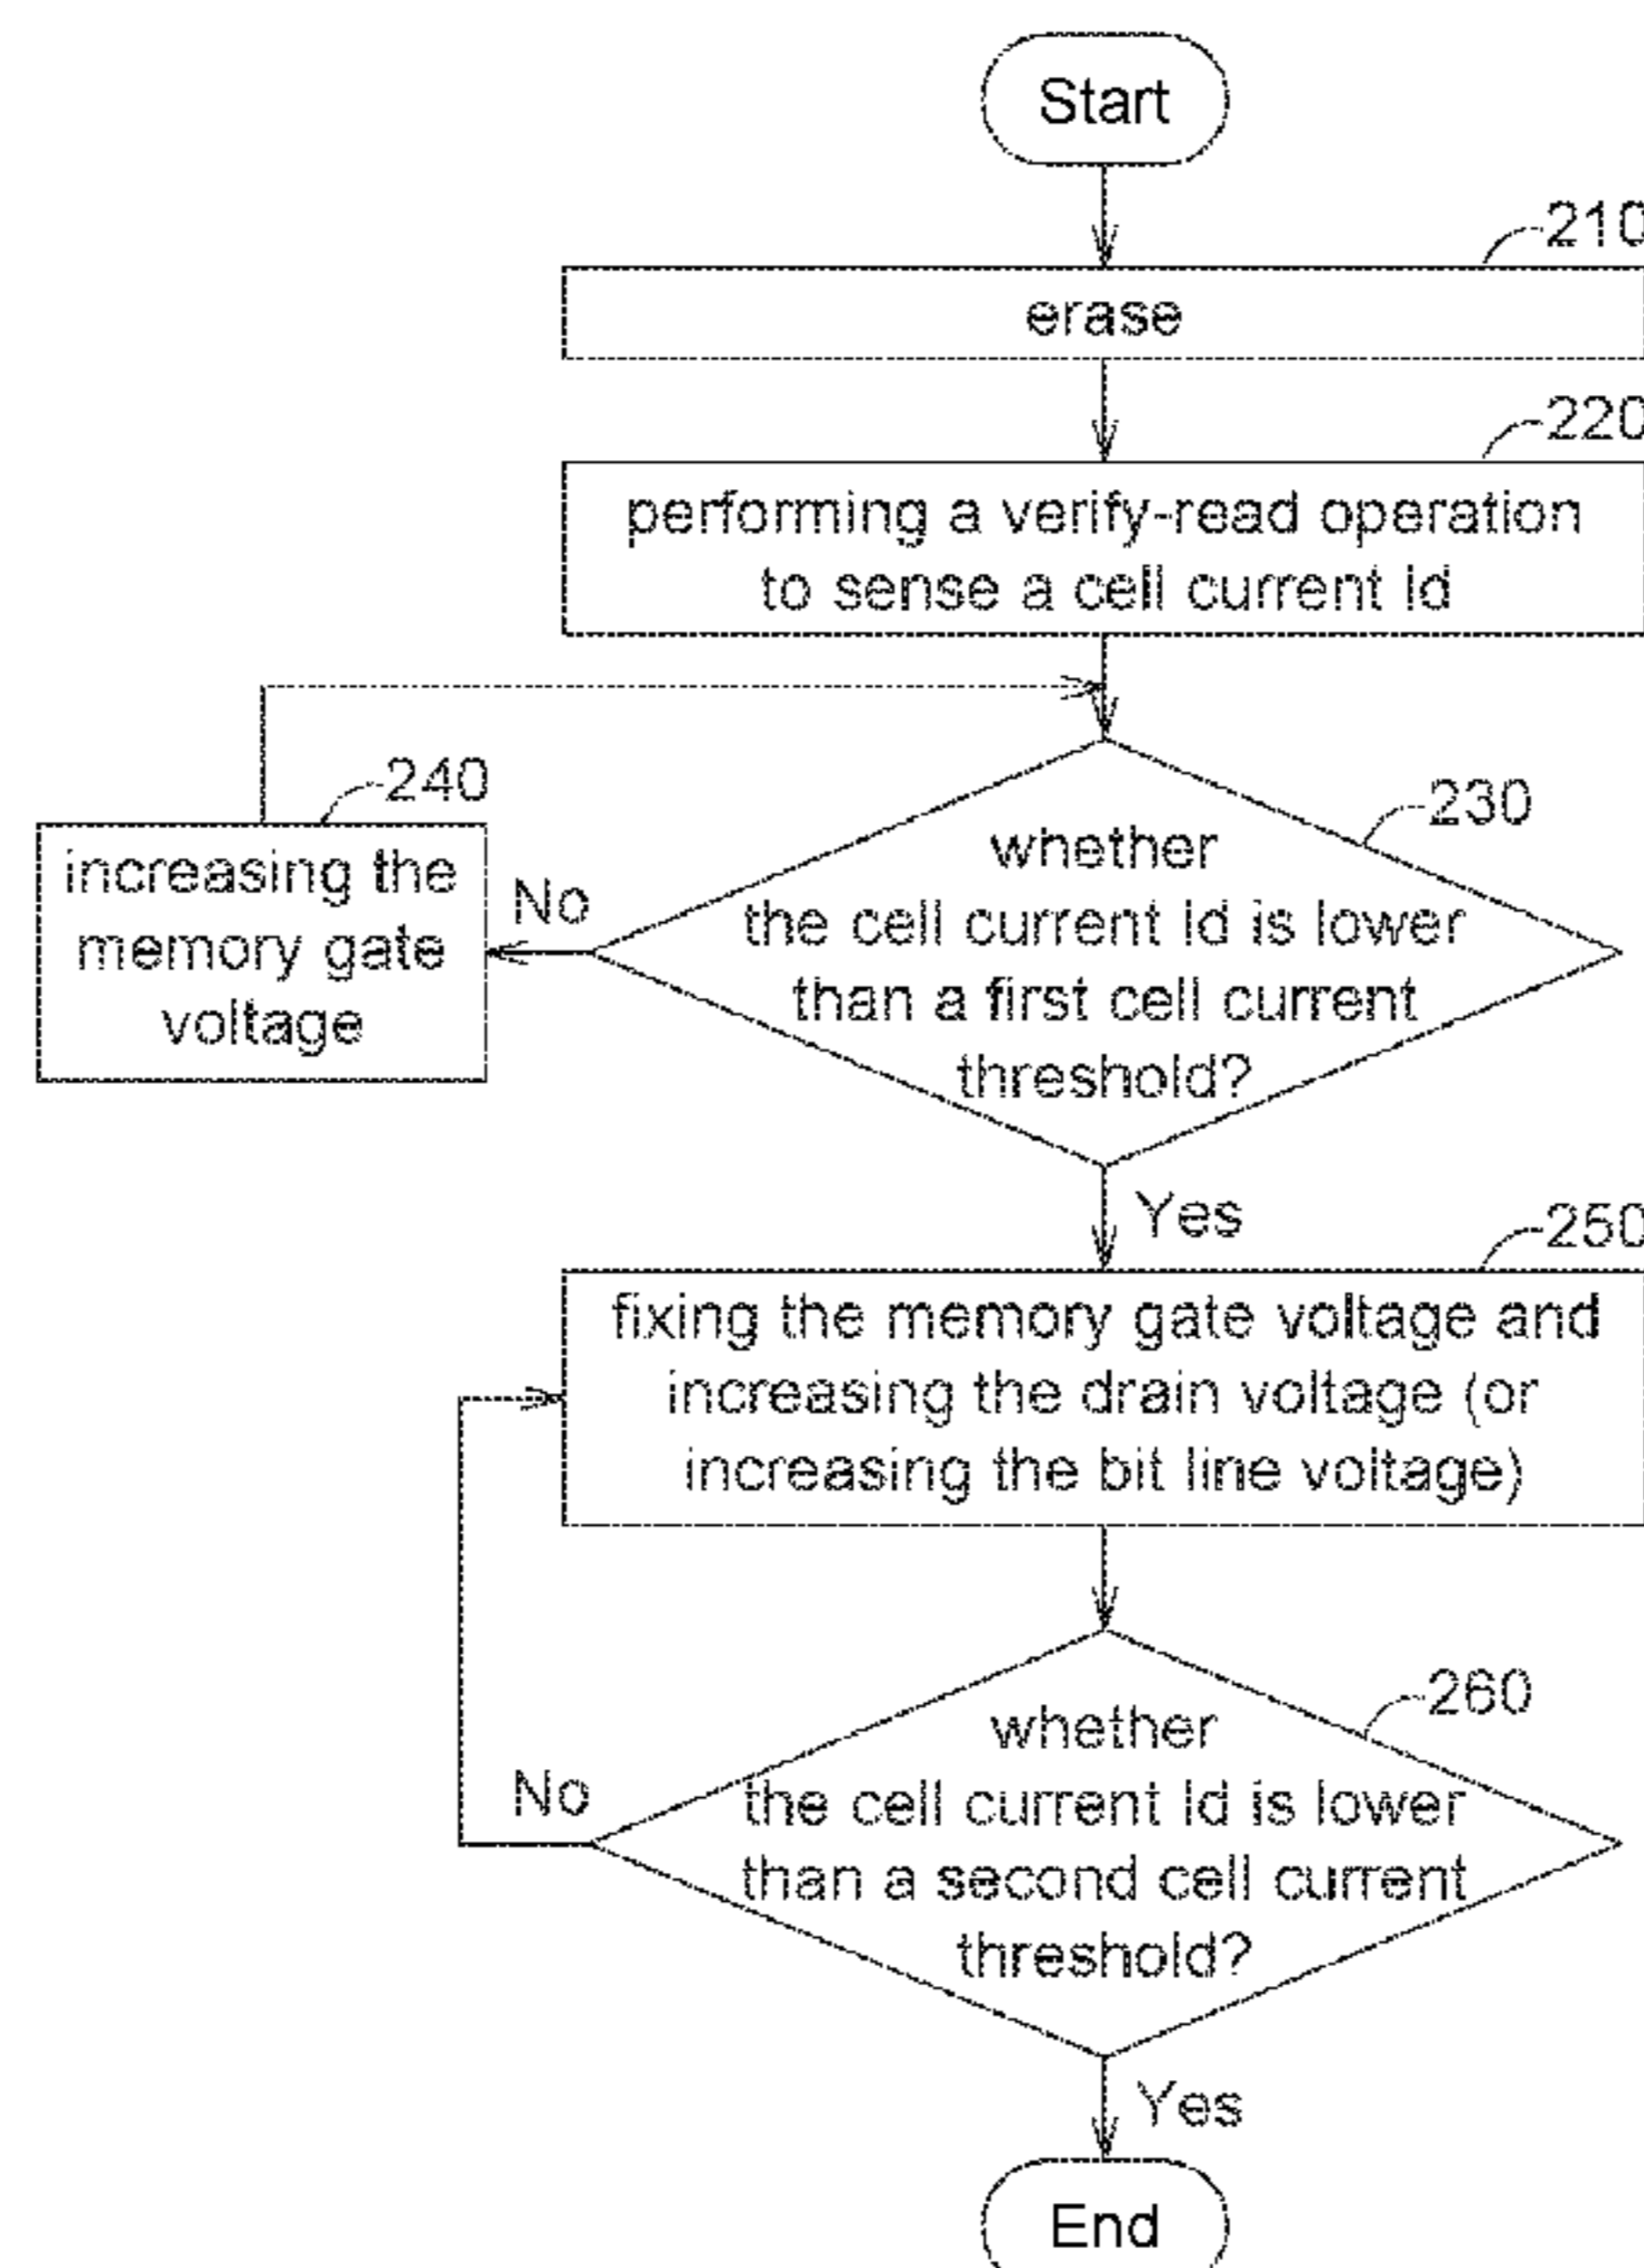 Start
210
erase
220
performing a verify-read operation
to sense a cell current Id
240
increasing the
memory gate
voltage
No
230
whether
the cell current Id is lower
than a first cell current
threshold?
Yes
250
fixing the memory gate voltage and
increasing the drain voltage (or
increasing the bit line voltage)
260
whether
the cell current Id is lower
than a second cell current
threshold?
No
Yes
End